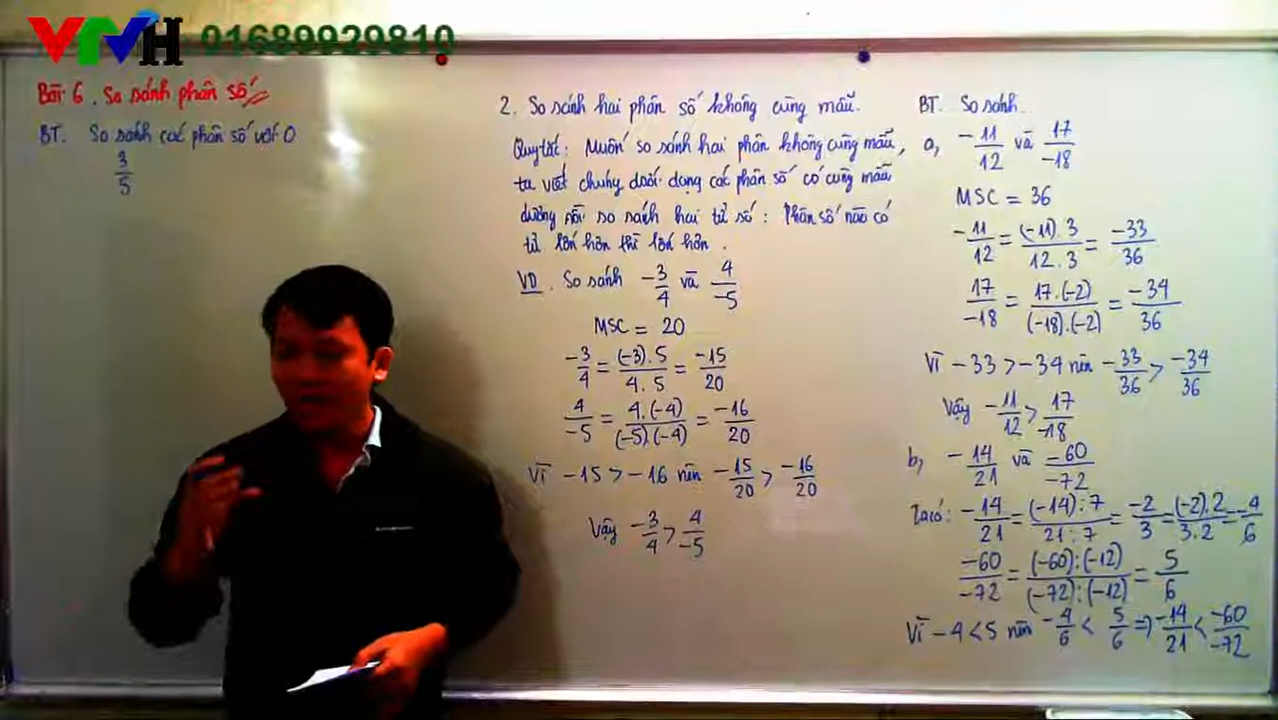 VTVH 01689929810
Bài 6. So sánh phân số
BT. So sánh các phân số với 0
3/5
2. So sánh hai phân số không cùng mẫu.
Quy tắc: Muốn so sánh hai phân không cùng mẫu,
ta viết chúng dưới dạng các phân số có cùng mẫu
dương rồi so sánh hai tử số: Phân số nào có
tử lớn hơn thì lớn hơn.
VD. So sánh -3/4 và 4/-5
MSC = 20
-3/4 = (-3).5/4.5 = -15/20
4/-5 = 4.(-4)/(-5).(-4) = -16/20
Vì -15 > -16 nên -15/20 > -16/20
Vậy -3/4 > 4/-5
BT. So sánh.
a, -11/12 và 17/-18
MSC = 36
-11/12 = (-11).3/12.3 = -33/36
17/-18 = 17.(-2)/(-18).(-2) = -34/36
Vì -33 > -34 nên -33/36 > -34/36
Vậy -11/12 > 17/-18
b, -14/21 và -60/-72
Ta có: -14/21 = (-14):7/21:7 = -2/3 = (-2).2/3.2 = -4/6
-60/-72 = (-60):(-12)/(-72):(-12) = 5/6
Vì -4 < 5 nên -4/6 < 5/6 => -14/21 < -60/-72